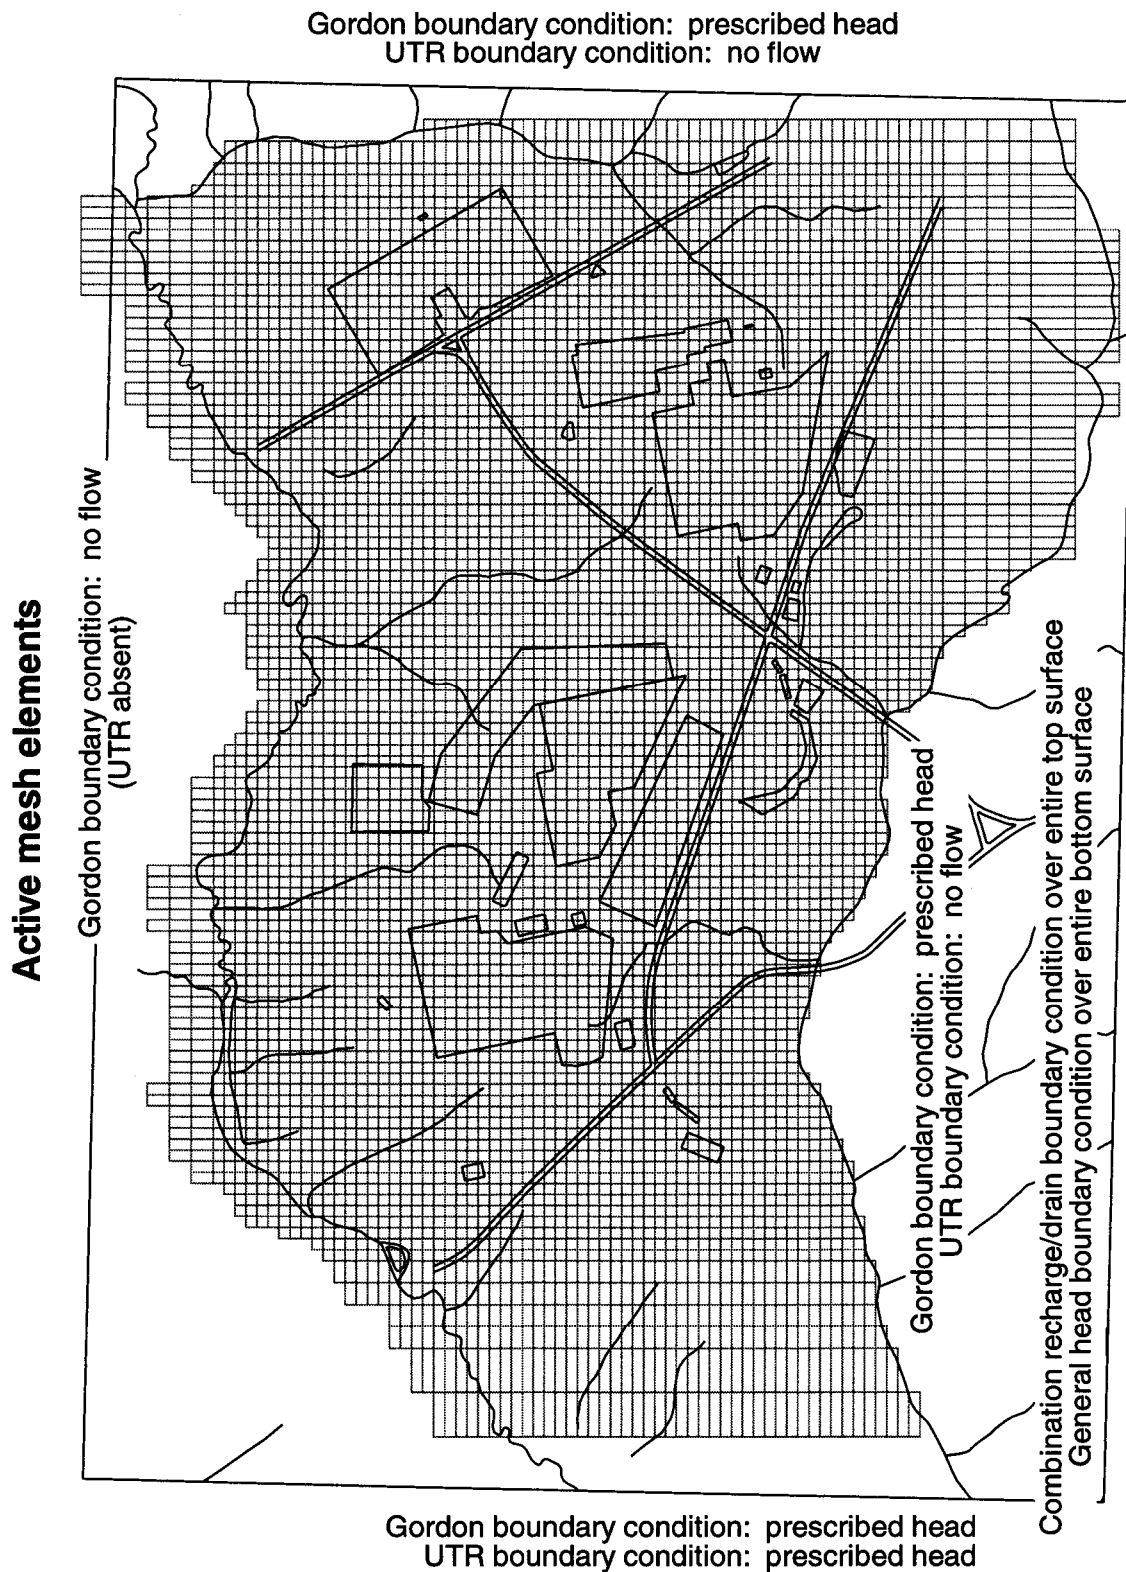 Gordon boundary condition: prescribed head
UTR boundary condition: no flow
Active mesh elements
Gordon boundary condition: no flow
(UTR absent)
Gordon boundary condition: prescribed head
UTR boundary condition: no flow
Combination recharge/drain boundary condition over entire top surface
General head boundary condition over entire bottom surface
Gordon boundary condition: prescribed head
UTR boundary condition: prescribed head